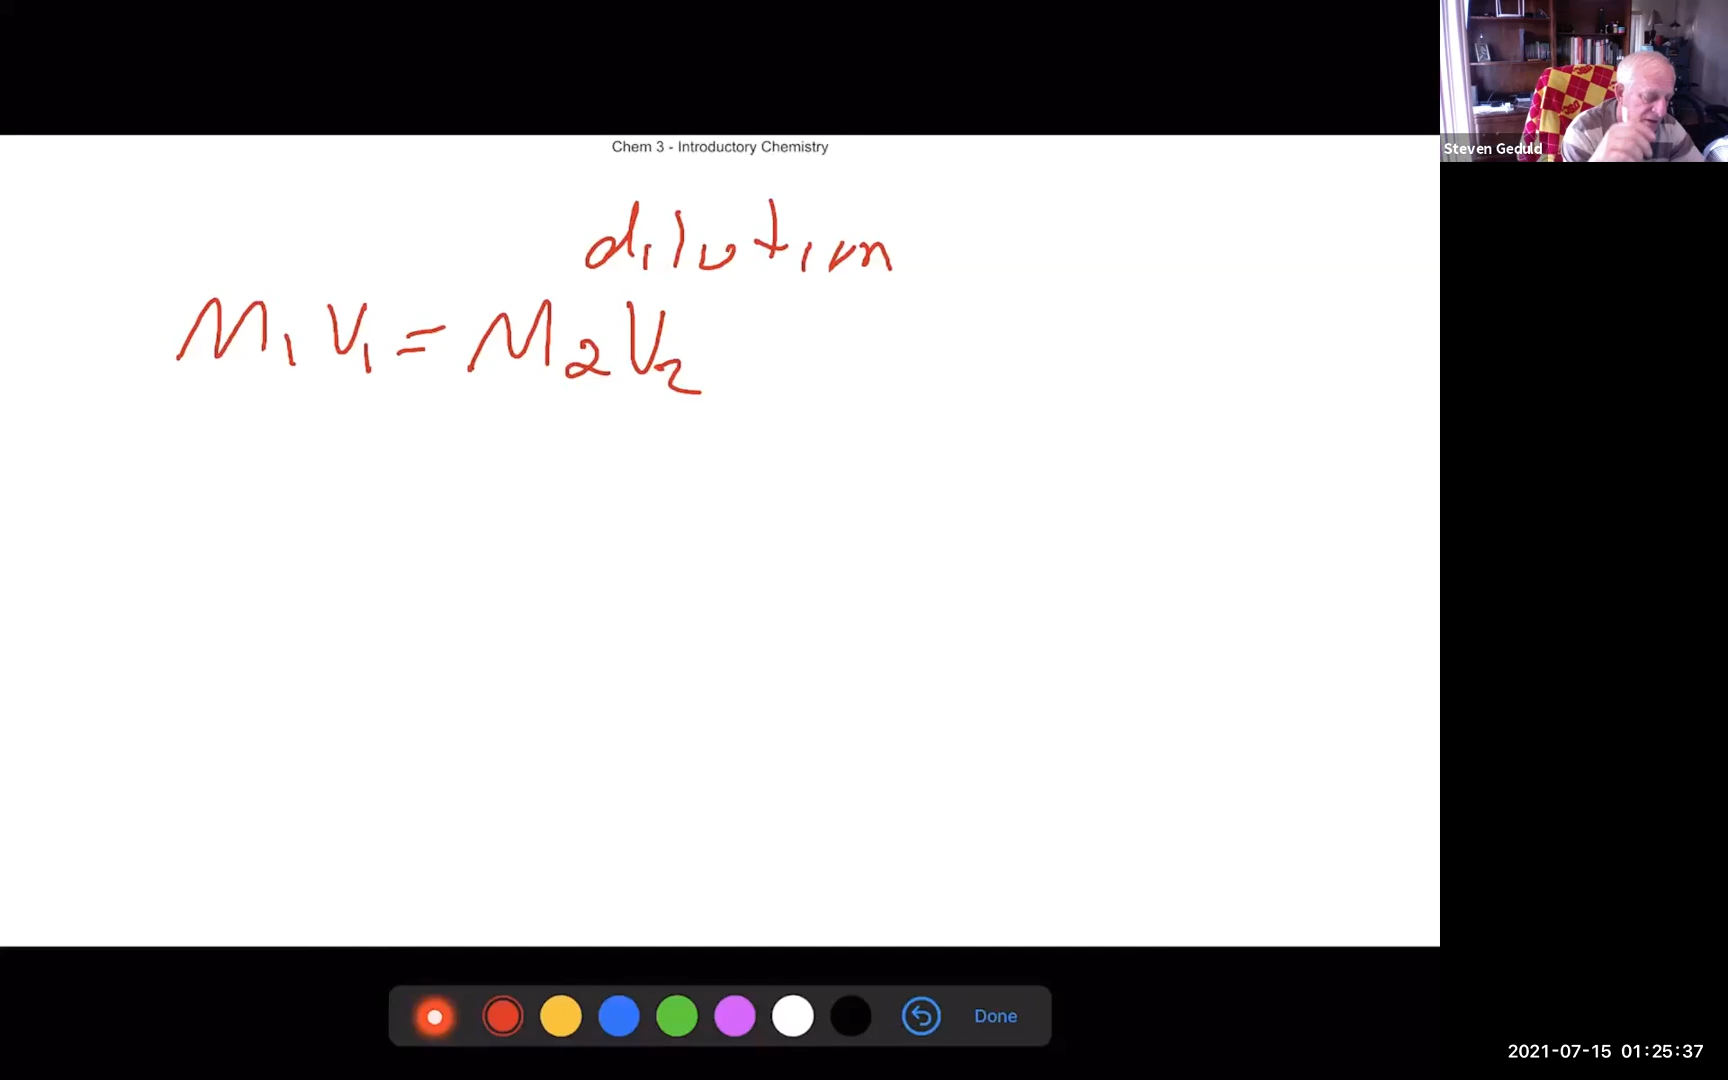 Chem 3 - Introductory Chemistry
Steven Geduld
dilution
M₁V₁ = M₂V₂
Done
2021-07-15 01:25:37